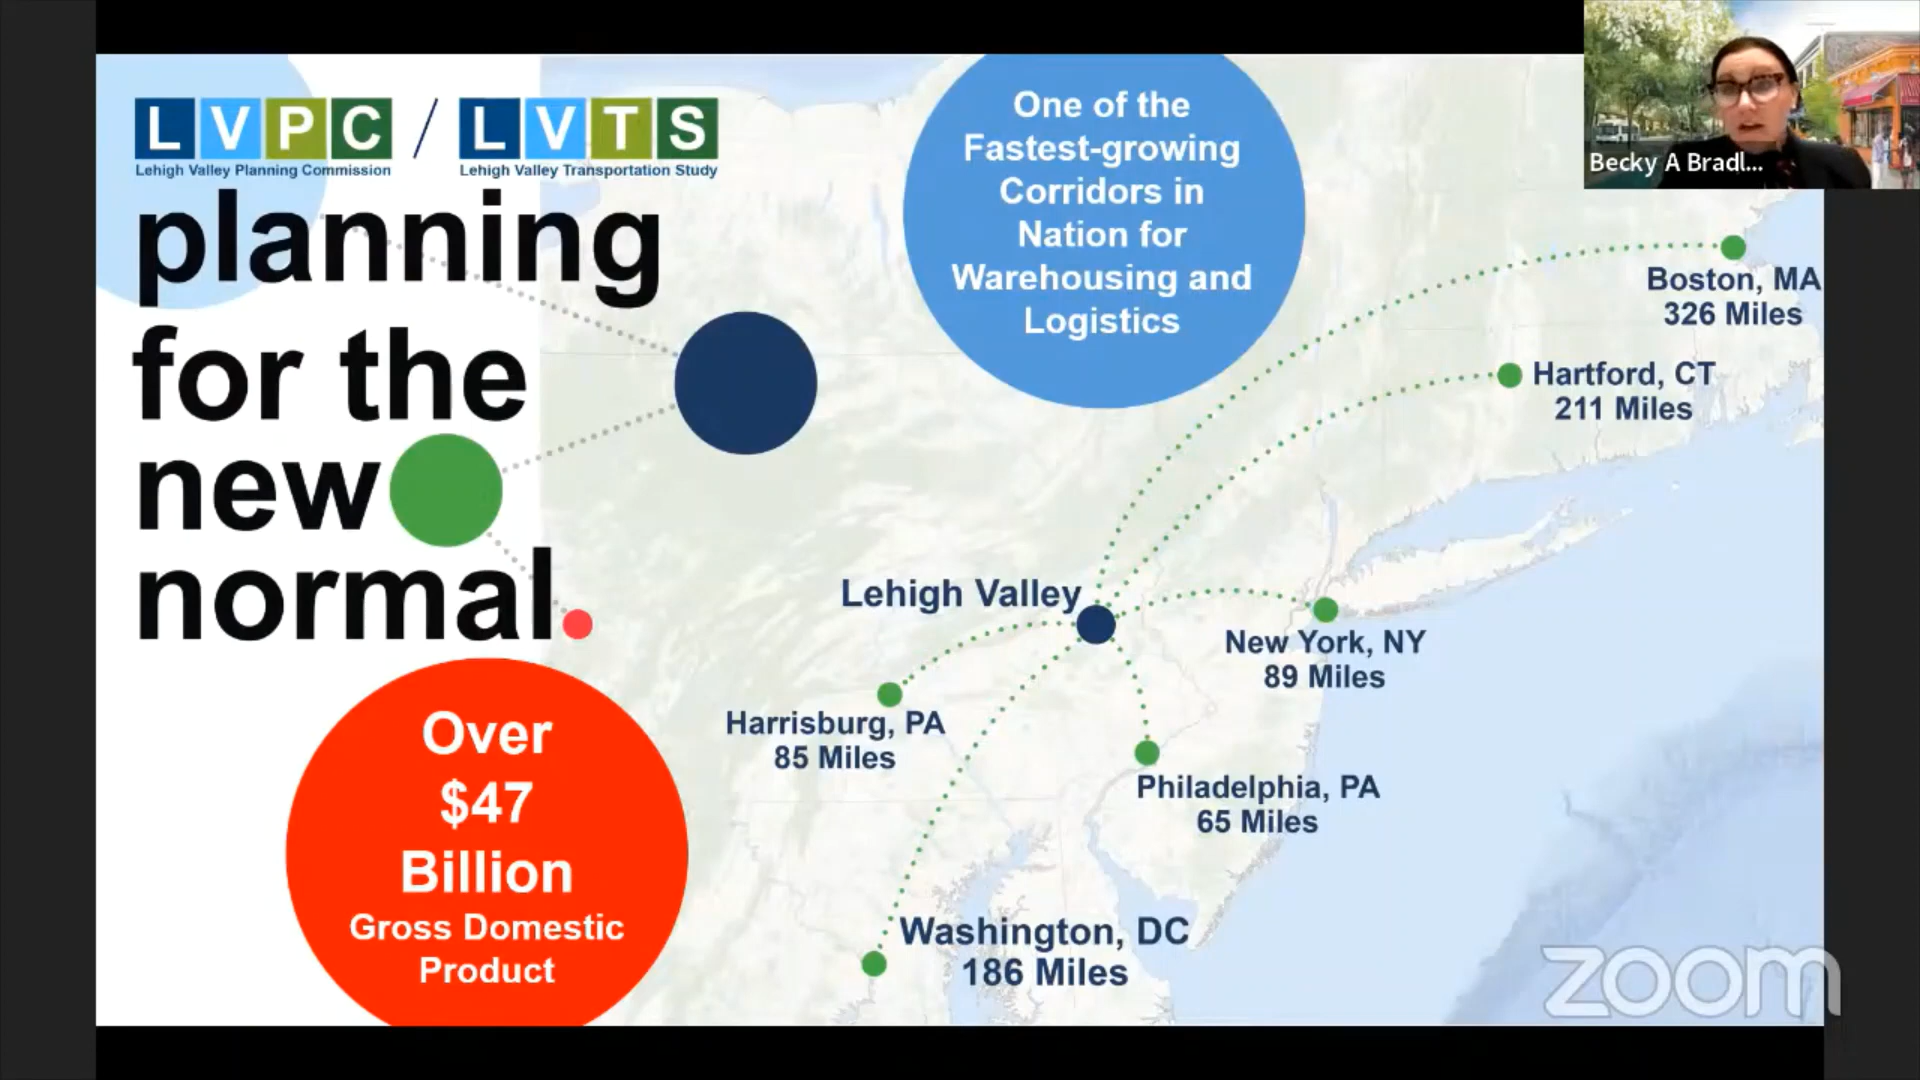 LVPC / LVTS
Lehigh Valley Planning Commission
Lehigh Valley Transportation Study
planning
for the
new
normal.
Over
$47
Billion
Gross Domestic
Product
One of the
Fastest-growing
Corridors in
Nation for
Warehousing and
Logistics
Becky A Bradl...
Boston, MA
326 Miles
Hartford, CT
211 Miles
Lehigh Valley
New York, NY
89 Miles
Harrisburg, PA
85 Miles
Philadelphia, PA
65 Miles
Washington, DC
186 Miles
zoom